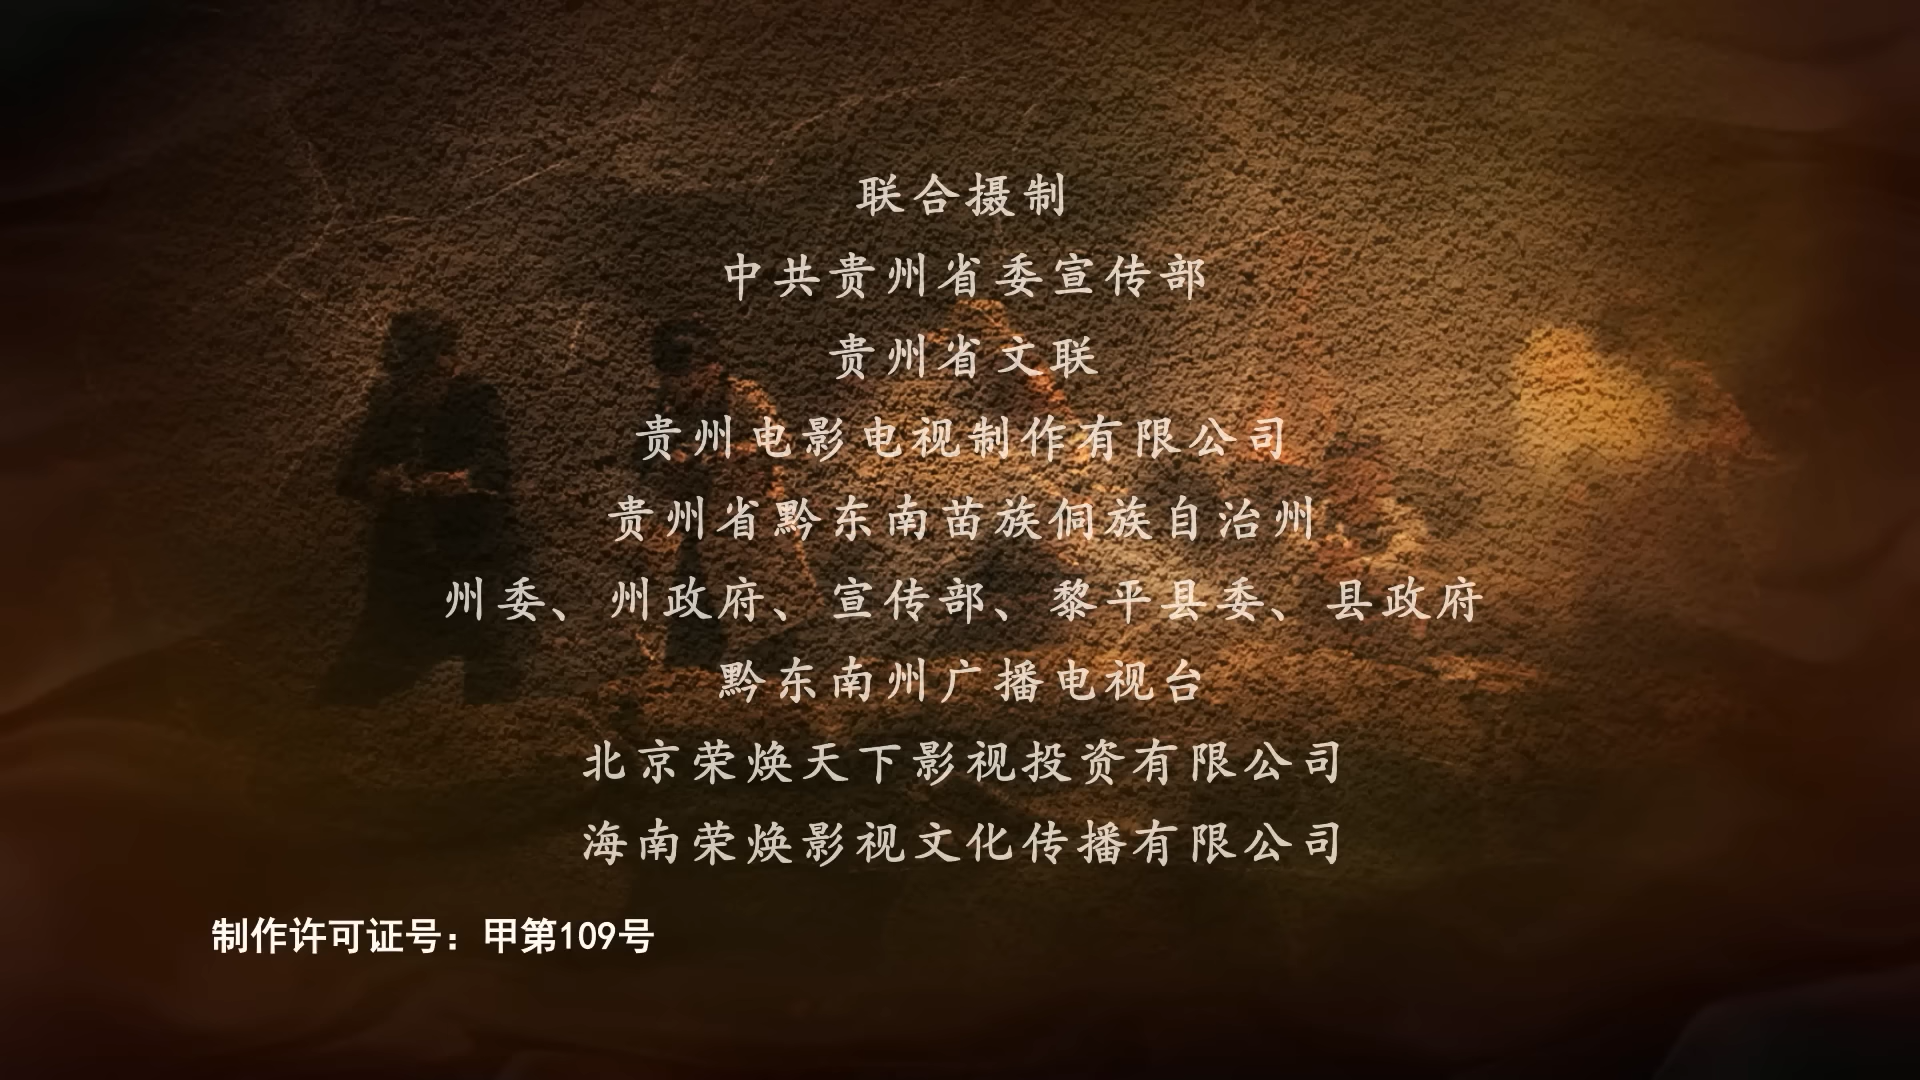 联合摄制
中共贵州省委宣传部
贵州省文联
贵州电影电视制作有限公司
贵州省黔东南苗族侗族自治州
州委、州政府、宣传部、黎平县委、县政府
黔东南州广播电视台
北京荣焕天下影视投资有限公司
海南荣焕影视文化传播有限公司
制作许可证号：甲第109号